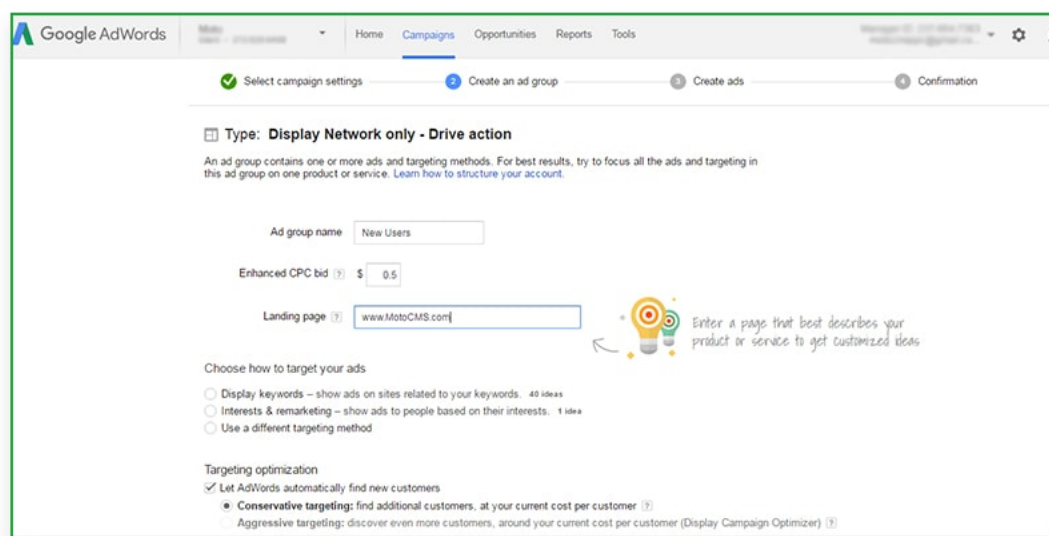 Google AdWords Home Campaigns Opportunities Reports Tools
Select campaign settings 2 Create an ad group 3 Create ads 4 Confirmation
Type: Display Network only - Drive action
An ad group contains one or more ads and targeting methods. For best results, try to focus all the ads and targeting in
this ad group on one product or service. Learn how to structure your account.
Ad group name New Users
Enhanced CPC bid ? $ 0.5
Landing page ? www.MotoCMS.com
Enter a page that best describes your
product or service to get customized ideas
Choose how to target your ads
Display keywords – show ads on sites related to your keywords. 40 ideas
Interests & remarketing – show ads to people based on their interests. 1 idea
Use a different targeting method
Targeting optimization
Let AdWords automatically find new customers
Conservative targeting: find additional customers, at your current cost per customer ?
Aggressive targeting: discover even more customers, around your current cost per customer (Display Campaign Optimizer) ?